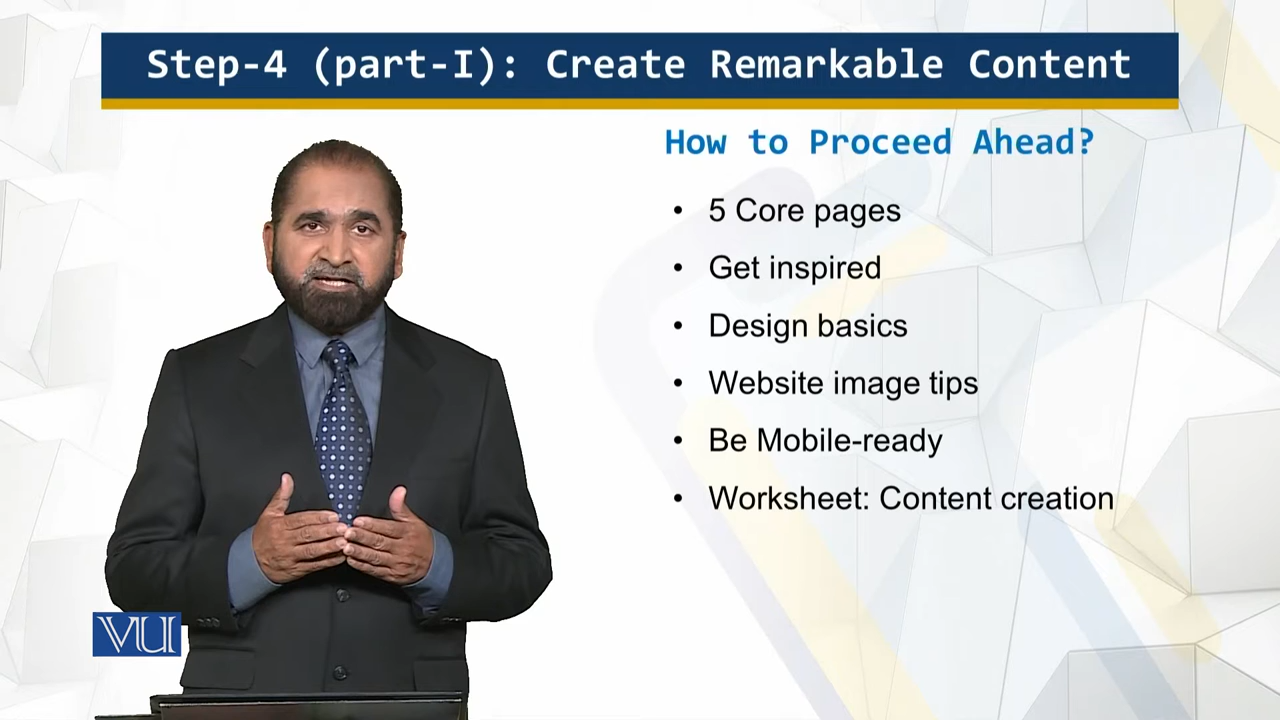 Step-4 (part-I): Create Remarkable Content
How to Proceed Ahead?
• 5 Core pages
• Get inspired
• Design basics
• Website image tips
• Be Mobile-ready
• Worksheet: Content creation
VU